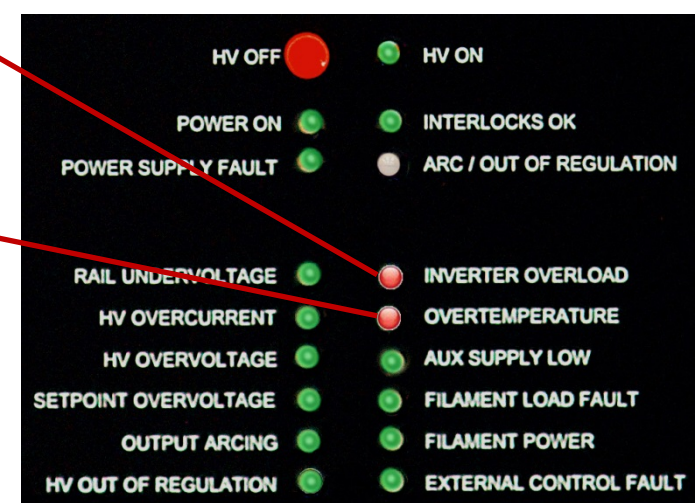 HV OFF HV ON
POWER ON INTERLOCKS OK
POWER SUPPLY FAULT ARC / OUT OF REGULATION
RAIL UNDERVOLTAGE INVERTER OVERLOAD
HV OVERCURRENT OVERTEMPERATURE
HV OVERVOLTAGE AUX SUPPLY LOW
SETPOINT OVERVOLTAGE FILAMENT LOAD FAULT
OUTPUT ARCING FILAMENT POWER
HV OUT OF REGULATION EXTERNAL CONTROL FAULT